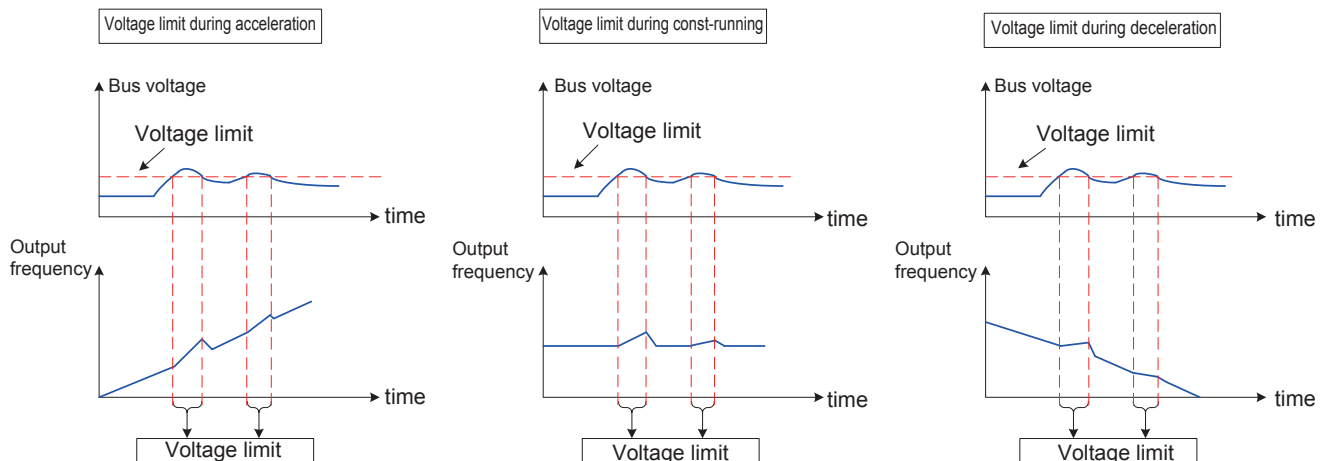 Voltage limit during acceleration
Bus voltage
Voltage limit
time
Output
frequency
time
Voltage limit
Voltage limit during const-running
Bus voltage
Voltage limit
time
Output
frequency
time
Voltage limit
Voltage limit during deceleration
Bus voltage
Voltage limit
time
Output
frequency
time
Voltage limit